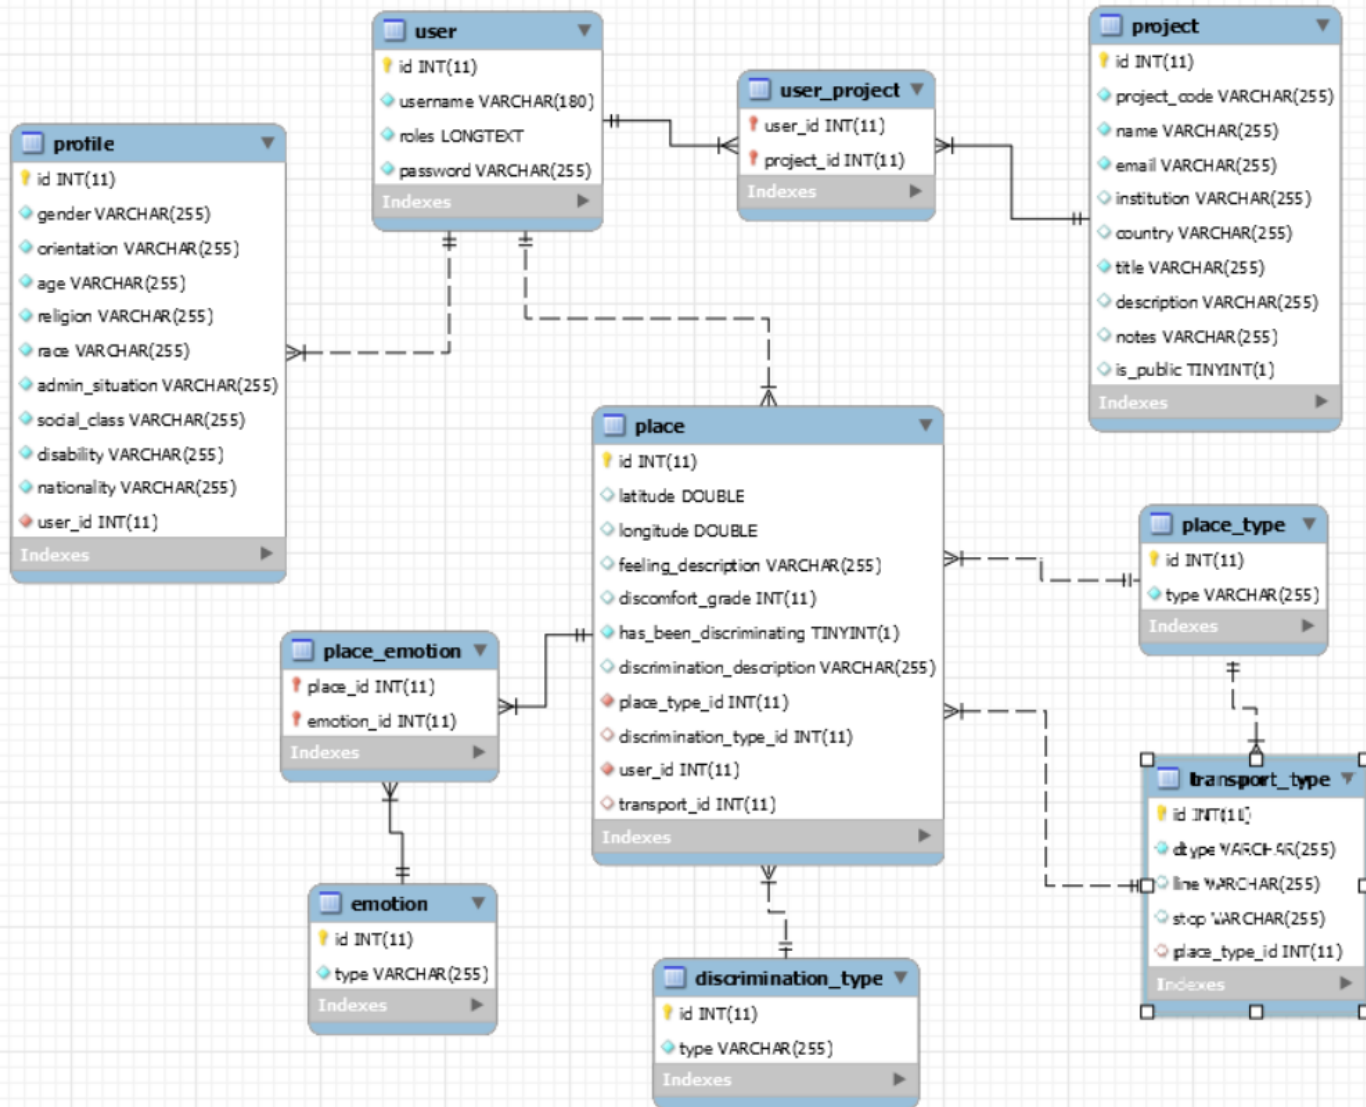 user
id INT(11)
username VARCHAR(180)
roles LONGTEXT
password VARCHAR(255)
Indexes
project
id INT(11)
project_code VARCHAR(255)
name VARCHAR(255)
email VARCHAR(255)
institution VARCHAR(255)
country VARCHAR(255)
title VARCHAR(255)
description VARCHAR(255)
notes VARCHAR(255)
is_public TINYINT(1)
Indexes
user_project
user_id INT(11)
project_id INT(11)
Indexes
profile
id INT(11)
gender VARCHAR(255)
orientation VARCHAR(255)
age VARCHAR(255)
religion VARCHAR(255)
race VARCHAR(255)
admin_situation VARCHAR(255)
social_class VARCHAR(255)
disability VARCHAR(255)
nationality VARCHAR(255)
user_id INT(11)
Indexes
place
id INT(11)
latitude DOUBLE
longitude DOUBLE
feeling_description VARCHAR(255)
discomfort_grade INT(11)
has_been_discriminating TINYINT(1)
discrimination_description VARCHAR(255)
place_type_id INT(11)
discrimination_type_id INT(11)
user_id INT(11)
transport_id INT(11)
Indexes
place_type
id INT(11)
type VARCHAR(255)
Indexes
place_emotion
place_id INT(11)
emotion_id INT(11)
Indexes
transport_type
id INT(11)
dtype VARCHAR(255)
line VARCHAR(255)
stop VARCHAR(255)
place_type_id INT(11)
Indexes
emotion
id INT(11)
type VARCHAR(255)
Indexes
discrimination_type
id INT(11)
type VARCHAR(255)
Indexes